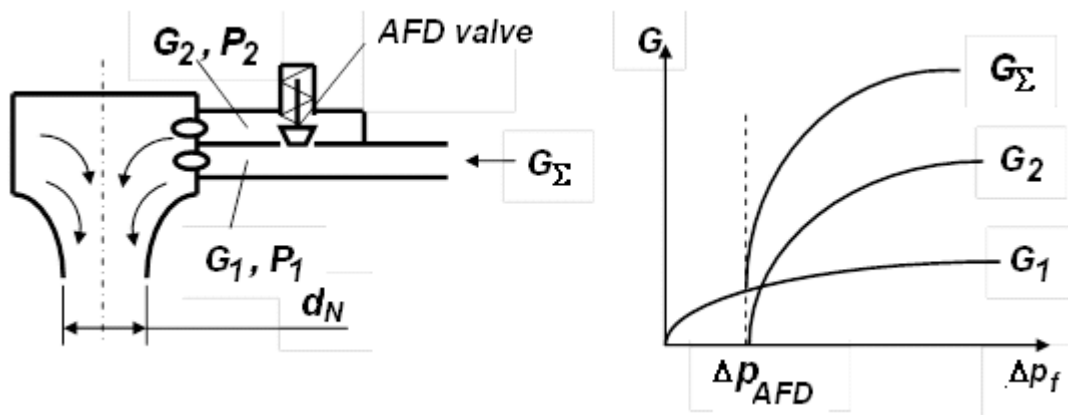 G2 , P2
AFD valve
GΣ
G1 , P1
dN
G
GΣ
G2
G1
ΔpAFD
Δpf